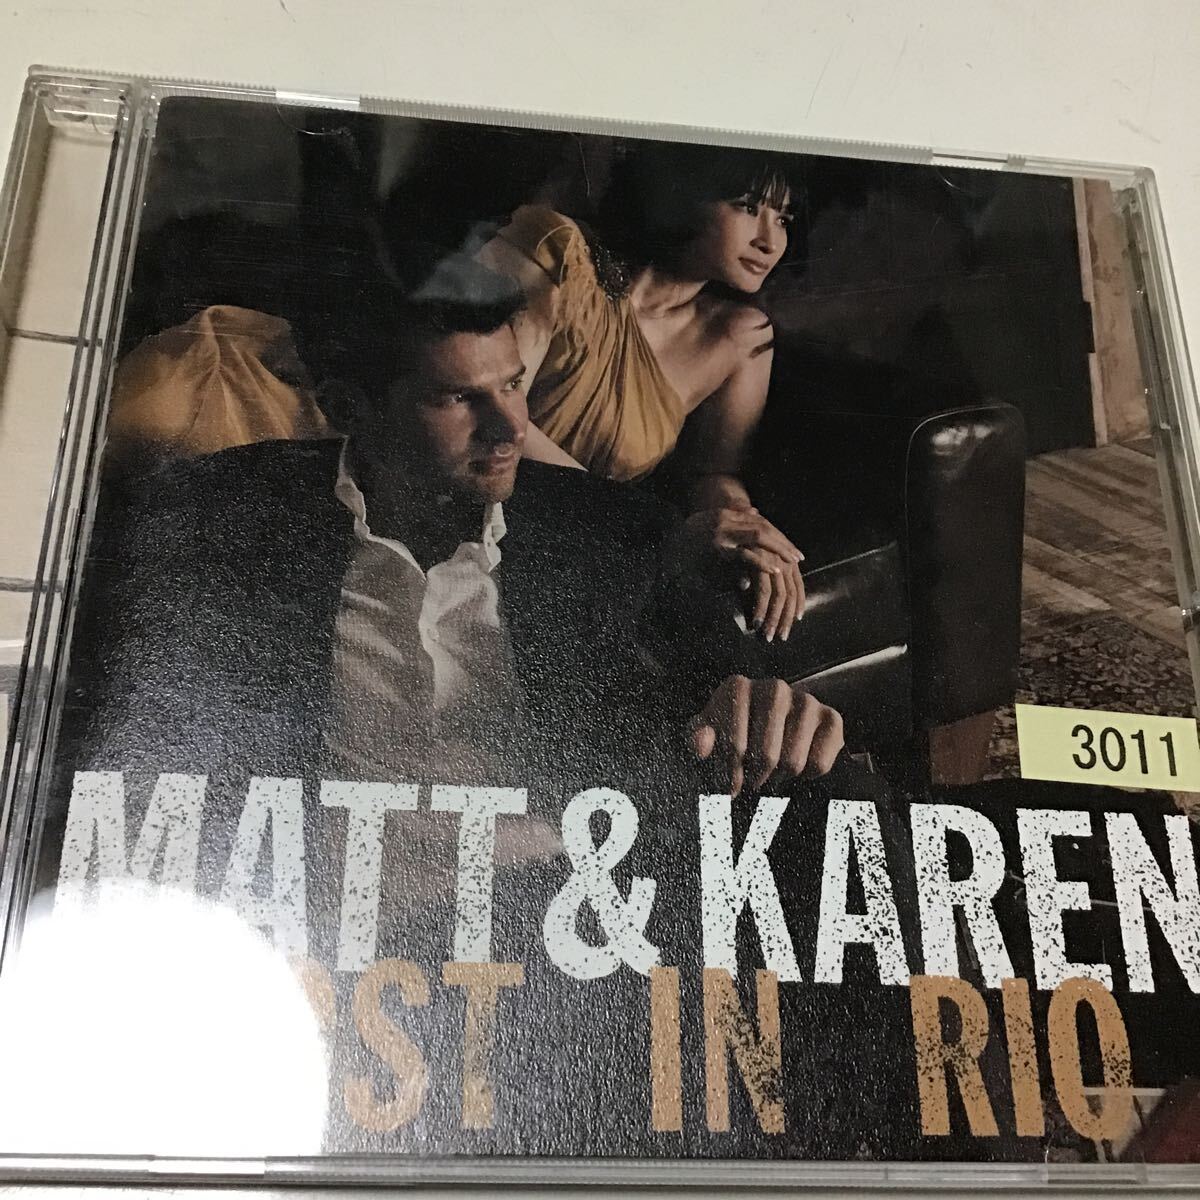 3011
MATT & KAREN
IN RIO